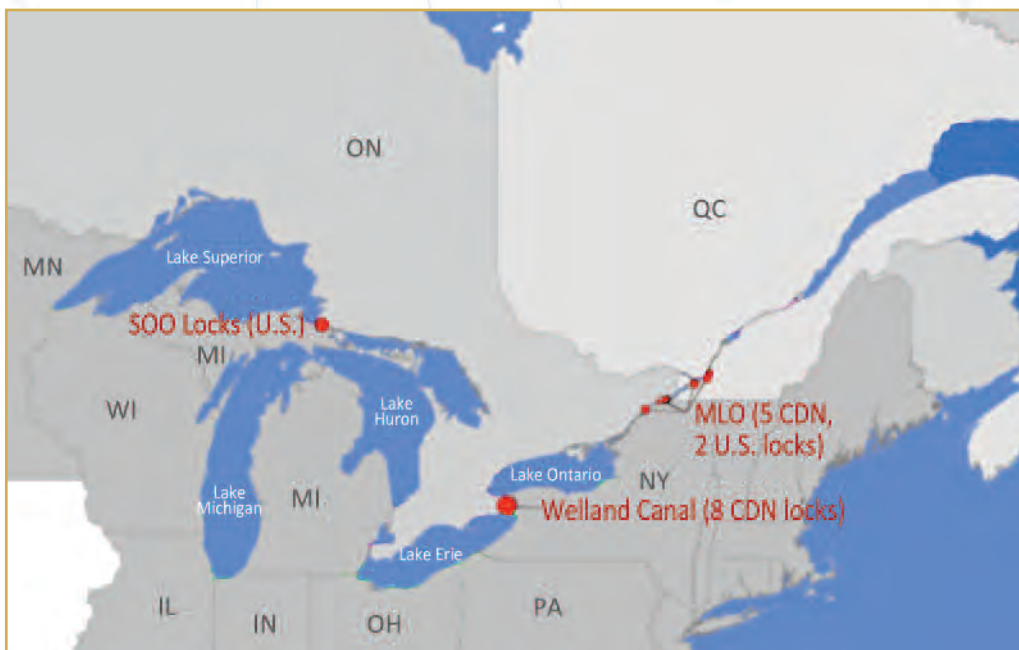 ON
QC
MN
Lake Superior
SOO Locks (U.S.)
MI
WI
Lake
Huron
MLO (5 CDN,
2 U.S. locks)
Lake Ontario
NY
Lake
Michigan
MI
Welland Canal (8 CDN locks)
Lake Erie
IL
IN
OH
PA